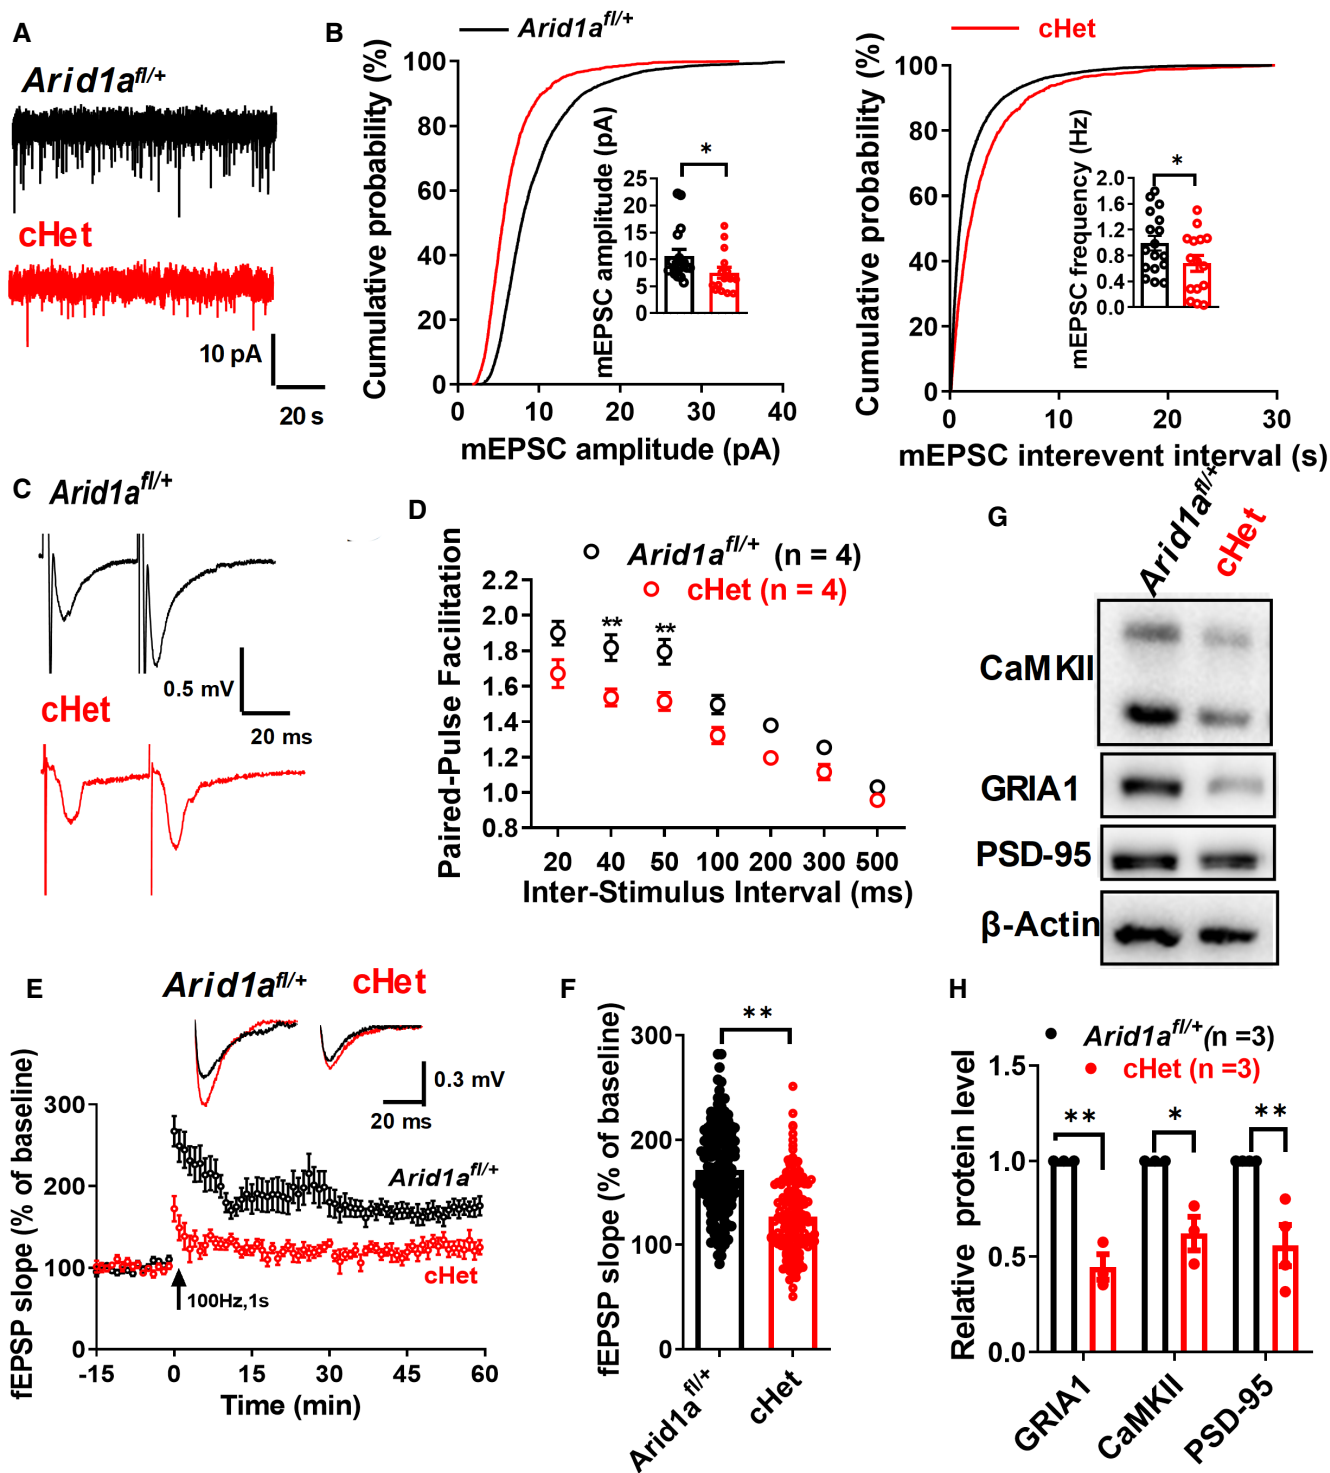 A
Arid1a^fl/+
cHet
10 pA
20 s
B
Arid1a^fl/+
cHet
Cumulative probability (%)
100
80
60
40
20
0
0 10 20 30 40
mEPSC amplitude (pA)
mEPSC amplitude (pA)
25
20
15
10
5
0
*
Cumulative probability (%)
100
80
60
40
20
0
0 10 20 30
mEPSC interevent interval (s)
mEPSC frequency (Hz)
2.0
1.6
1.2
0.8
0.4
0.0
*
C
Arid1a^fl/+
0.5 mV
20 ms
cHet
D
Arid1a^fl/+ (n = 4)
cHet (n = 4)
Paired-Pulse Facilitation
2.2
2.0
1.8
1.6
1.4
1.2
1.0
0.8
** **
20 40 50 100 200 300 500
Inter-Stimulus Interval (ms)
G
Arid1a^fl/+
cHet
CaMKII
GRIA1
PSD-95
β-Actin
E
Arid1a^fl/+ cHet
0.3 mV
20 ms
fEPSP slope (% of baseline)
300
200
100
0
Arid1a^fl/+
cHet
100Hz,1s
-15 0 15 30 45 60
Time (min)
F
fEPSP slope (% of baseline)
300
200
100
0
**
Arid1a^fl/+
cHet
H
Arid1a^fl/+(n =3)
cHet (n =3)
Relative protein level
1.5
1.0
0.5
0.0
** * **
GRIA1
CaMKII
PSD-95